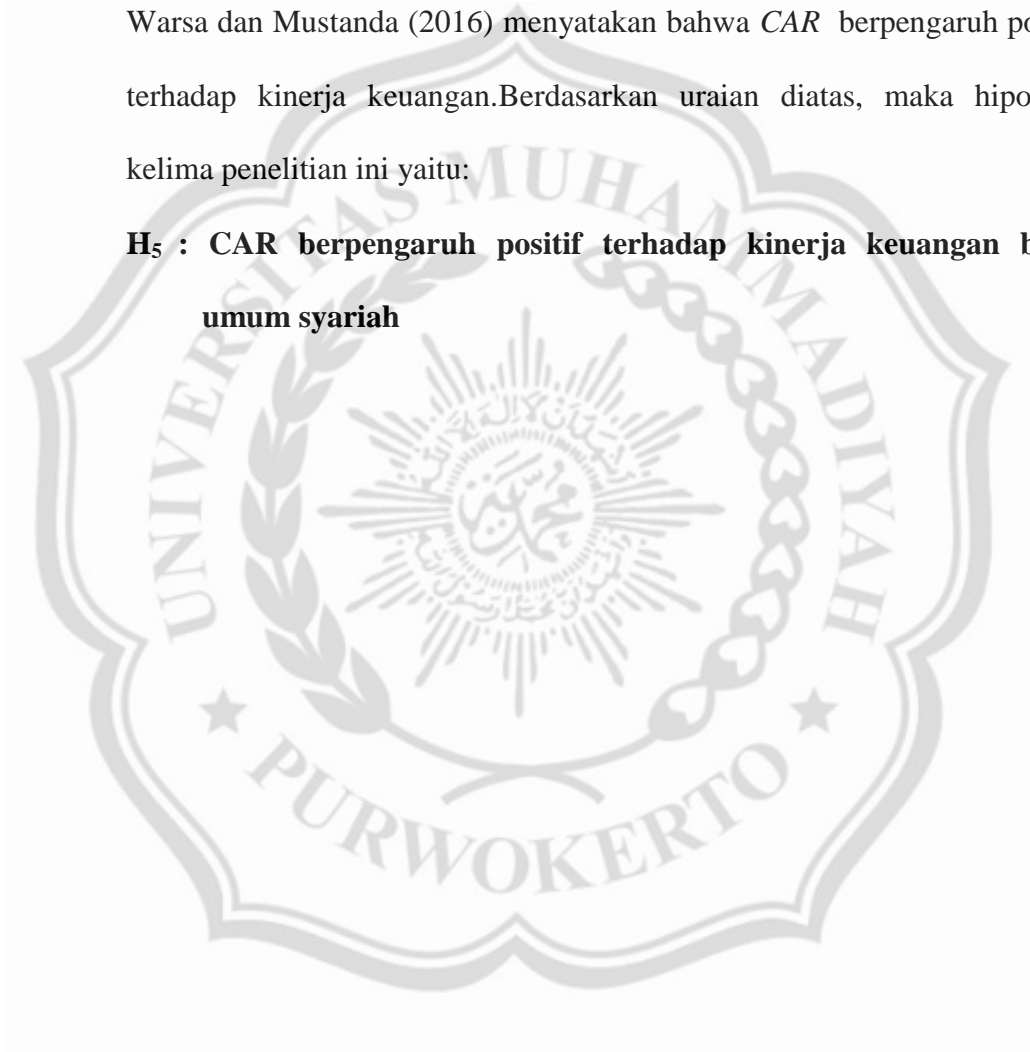 Warsa dan Mustanda (2016) menyatakan bahwa CAR berpengaruh po
terhadap kinerja keuangan.Berdasarkan uraian diatas, maka hipo
kelima penelitian ini yaitu:
H5 : CAR berpengaruh positif terhadap kinerja keuangan b
umum syariah
UNIVERSITAS MUHAMMADIYAH
PURWOKERTO